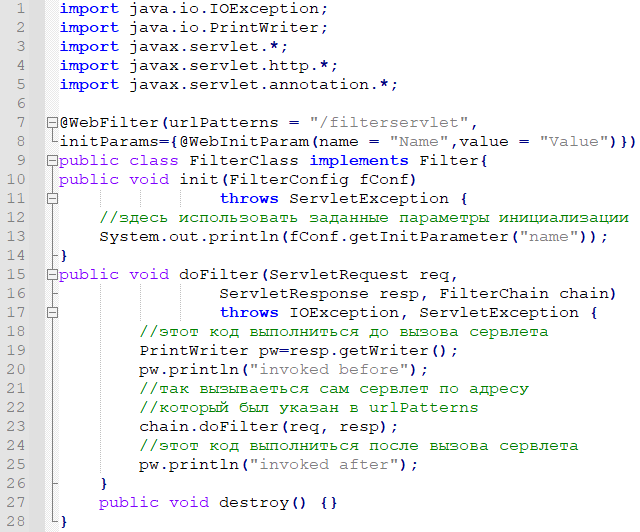 1 import java.io.IOException;
2 import java.io.PrintWriter;
3 import javax.servlet.*;
4 import javax.servlet.http.*;
5 import javax.servlet.annotation.*;
6
7 @WebFilter(urlPatterns = "/filterservlet",
8 initParams={@WebInitParam(name = "Name",value = "Value")})
9 public class FilterClass implements Filter{
10 public void init(FilterConfig fConf)
11 throws ServletException {
12 //здесь использовать заданные параметры инициализации
13 System.out.println(fConf.getInitParameter("name"));
14 }
15 public void doFilter(ServletRequest req,
16 ServletResponse resp, FilterChain chain)
17 throws IOException, ServletException {
18 //этот код выполниться до вызова сервлета
19 PrintWriter pw=resp.getWriter();
20 pw.println("invoked before");
21 //так вызываеться сам сервлет по адресу
22 //который был указан в urlPatterns
23 chain.doFilter(req, resp);
24 //этот код выполниться после вызова сервлета
25 pw.println("invoked after");
26 }
27 public void destroy() {}
28 }